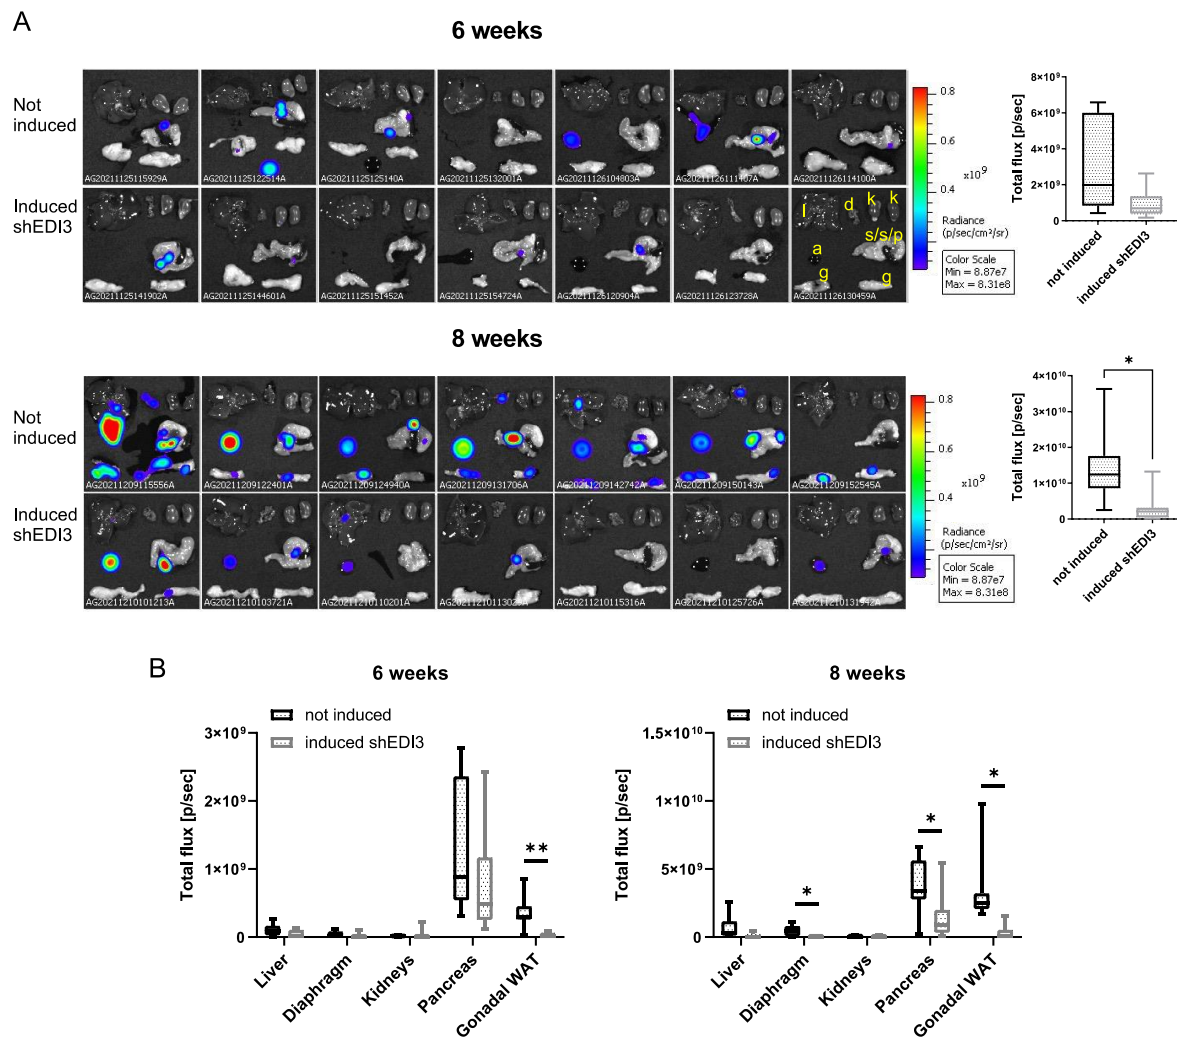 A
6 weeks
Not
induced
AG20211125115929A
AG20211125122514A
AG20211125125140A
AG20211125132001A
AG20211126104803A
AG20211126111407A
AG20211126114100A
Induced
shEDI3
l
d
k
k
s/s/p
a
g
g
AG20211125141902A
AG20211125144601A
AG20211125151452A
AG20211125154724A
AG20211126120904A
AG20211126123728A
AG20211126130459A
0.8
0.6
0.4
x10⁹
Radiance
(p/sec/cm²/sr)
Color Scale
Min = 8.87e7
Max = 8.31e8
Total flux [p/sec]
8×10⁹
6×10⁹
4×10⁹
2×10⁹
0
not induced
induced shEDI3
8 weeks
Not
induced
AG20211209115556A
AG20211209122401A
AG20211209124940A
AG20211209131706A
AG20211209142742A
AG20211209150143A
AG20211209152545A
Induced
shEDI3
AG20211210101213A
AG20211210103721A
AG20211210110201A
AG20211210115316A
AG20211210125726A
0.8
0.6
0.4
x10⁹
Radiance
(p/sec/cm²/sr)
Color Scale
Min = 8.87e7
Max = 8.31e8
Total flux [p/sec]
4×10¹⁰
3×10¹⁰
2×10¹⁰
1×10¹⁰
0
*
not induced
induced shEDI3
B
6 weeks
not induced
induced shEDI3
Total flux [p/sec]
3×10⁹
2×10⁹
1×10⁹
0
**
Liver
Diaphragm
Kidneys
Pancreas
Gonadal WAT
8 weeks
not induced
induced shEDI3
Total flux [p/sec]
1.5×10¹⁰
1×10¹⁰
5×10⁹
0
*
*
*
Liver
Diaphragm
Kidneys
Pancreas
Gonadal WAT